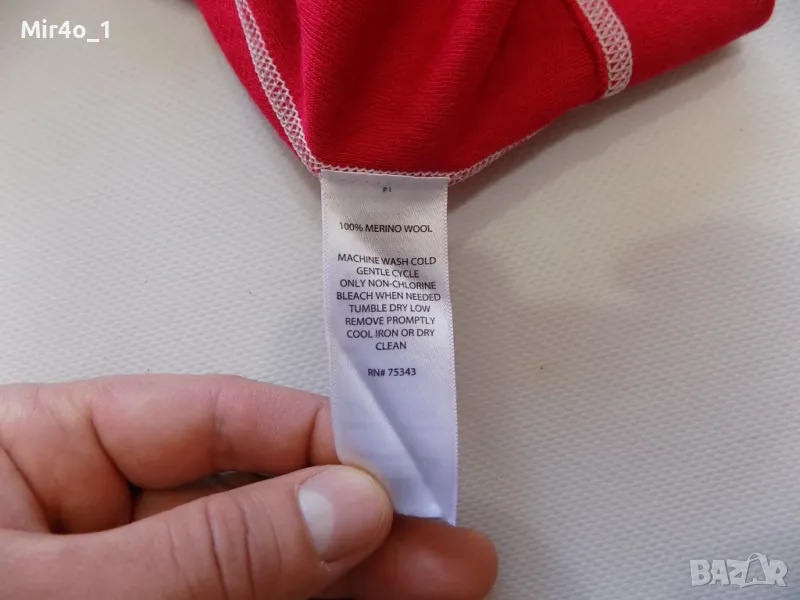 Mir4o_1
100% MERINO WOOL
MACHINE WASH COLD
GENTLE CYCLE
ONLY NON-CHLORINE
BLEACH WHEN NEEDED
TUMBLE DRY LOW
REMOVE PROMPTLY
COOL IRON OR DRY
CLEAN
RN# 75343
BAZAR